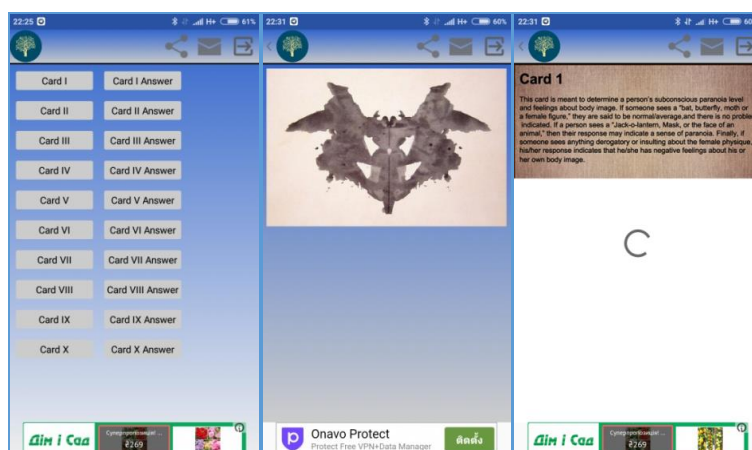 22:25
H+
61%
Card I
Card I Answer
Card II
Card II Answer
Card III
Card III Answer
Card IV
Card IV Answer
Card V
Card V Answer
Card VI
Card VI Answer
Card VII
Card VII Answer
Card VIII
Card VIII Answer
Card IX
Card IX Answer
Card X
Card X Answer
Дім і Сад
Суперпропозиція! ...
₴269
22:31
H+
60%
Onavo Protect
Protect Free VPN+Data Manager
ติดตั้ง
22:31
H+
60
Card 1
This card is meant to determine a person's subconscious paranoia level
and feelings about body image. If someone sees a "bat, butterfly, moth or
a female figure," they are said to be normal/average,and there is no proble
indicated. If a person sees a "Jack-o-lantern, Mask, or the face of an
animal," then their response may indicate a sense of paranoia. Finally, if
someone sees anything derogatory or insulting about the female physique,
his/her response indicates that he/she has negative feelings about his or
her own body image.
Дім і Сад
Суперпропозиція! ...
₴269